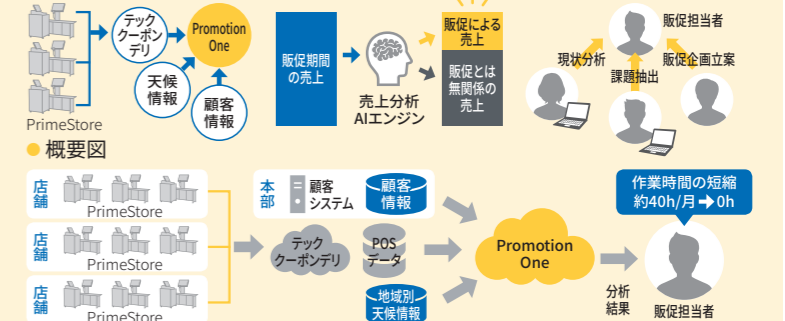 テック
クーポン
デリ
Promotion
One
天候
情報
顧客
情報
PrimeStore
販促期間
の売上
売上分析
AIエンジン
販促による
売上
販促とは
無関係の
売上
販促担当者
現状分析
課題抽出
販促企画立案
概要図
店舗
PrimeStore
店舗
PrimeStore
店舗
PrimeStore
本部
顧客
システム
顧客
情報
テック
クーポンデリ
POS
データ
地域別
天候情報
Promotion
One
分析
結果
作業時間の短縮
約40h/月➡0h
販促担当者